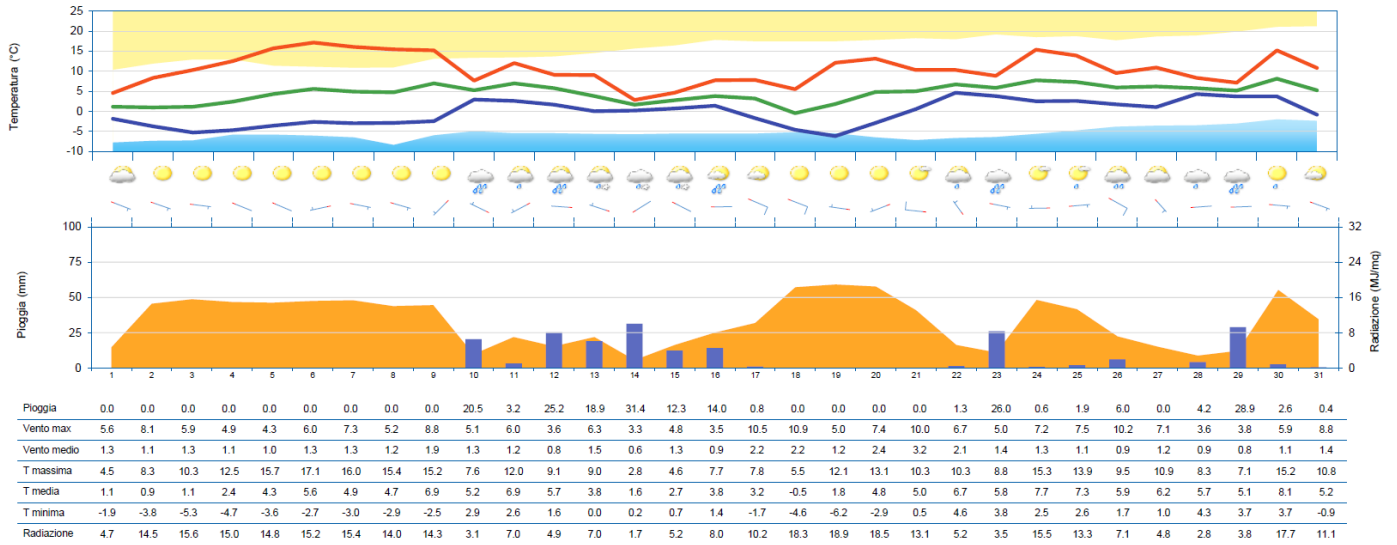 Temperatura (°C)
25
20
15
10
5
0
-5
-10
Pioggia (mm)
100
75
50
25
0
Radiazione (MJ/mq)
32
24
16
8
0
1 2 3 4 5 6 7 8 9 10 11 12 13 14 15 16 17 18 19 20 21 22 23 24 25 26 27 28 29 30 31
Pioggia 0.0 0.0 0.0 0.0 0.0 0.0 0.0 0.0 0.0 20.5 3.2 25.2 18.9 31.4 12.3 14.0 0.8 0.0 0.0 0.0 0.0 1.3 26.0 0.6 1.9 6.0 0.0 4.2 28.9 2.6 0.4
Vento max 5.6 8.1 5.9 4.9 4.3 6.0 7.3 5.2 8.8 5.1 6.0 3.6 6.3 3.3 4.8 3.5 10.5 10.9 5.0 7.4 10.0 6.7 5.0 7.2 7.5 10.2 7.1 3.6 3.8 5.9 8.8
Vento medio 1.3 1.1 1.3 1.1 1.0 1.3 1.3 1.2 1.9 1.3 1.2 0.8 1.5 0.6 1.3 0.9 2.2 2.2 1.2 2.4 3.2 2.1 1.4 1.3 1.1 0.9 1.2 0.9 0.8 1.1 1.4
T massima 4.5 8.3 10.3 12.5 15.7 17.1 16.0 15.4 15.2 7.6 12.0 9.1 9.0 2.8 4.6 7.7 7.8 5.5 12.1 13.1 10.3 10.3 8.8 15.3 13.9 9.5 10.9 8.3 7.1 15.2 10.8
T media 1.1 0.9 1.1 2.4 4.3 5.6 4.9 4.7 6.9 5.2 6.9 5.7 3.8 1.6 2.7 3.8 3.2 -0.5 1.8 4.8 5.0 6.7 5.8 7.7 7.3 5.9 6.2 5.7 5.1 8.1 5.2
T minima -1.9 -3.8 -5.3 -4.7 -3.6 -2.7 -3.0 -2.9 -2.5 2.9 2.6 1.6 0.0 0.2 0.7 1.4 -1.7 -4.6 -6.2 -2.9 0.5 4.6 3.8 2.5 2.6 1.7 1.0 4.3 3.7 3.7 -0.9
Radiazione 4.7 14.5 15.6 15.0 14.8 15.2 15.4 14.0 14.3 3.1 7.0 4.9 7.0 1.7 5.2 8.0 10.2 18.3 18.9 18.5 13.1 5.2 3.5 15.5 13.3 7.1 4.8 2.8 3.8 17.7 11.1